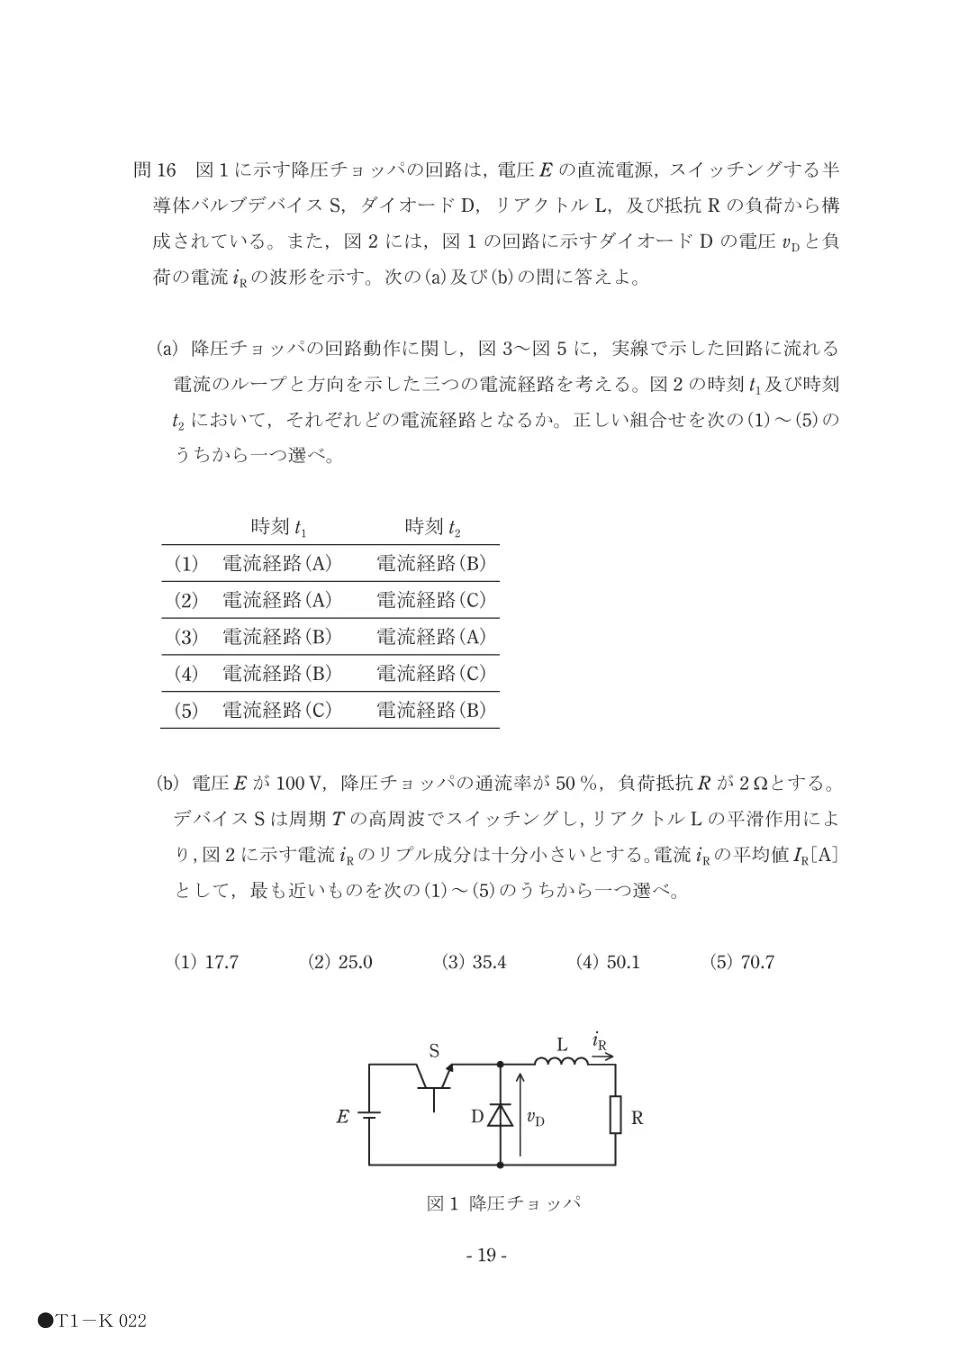 問16　図1に示す降圧チョッパの回路は，電圧Eの直流電源，スイッチングする半
導体バルブデバイスS，ダイオードD，リアクトルL，及び抵抗Rの負荷から構
成されている。また，図2には，図1の回路に示すダイオードDの電圧vDと負
荷の電流iRの波形を示す。次の(a)及び(b)の問に答えよ。
(a) 降圧チョッパの回路動作に関し，図3～図5に，実線で示した回路に流れる
電流のループと方向を示した三つの電流経路を考える。図2の時刻t1及び時刻
t2において，それぞれどの電流経路となるか。正しい組合せを次の(1)～(5)の
うちから一つ選べ。
時刻t1　時刻t2
(1)　電流経路(A)　電流経路(B)
(2)　電流経路(A)　電流経路(C)
(3)　電流経路(B)　電流経路(A)
(4)　電流経路(B)　電流経路(C)
(5)　電流経路(C)　電流経路(B)
(b) 電圧Eが100 V，降圧チョッパの通流率が50 %，負荷抵抗Rが2 Ωとする。
デバイスSは周期Tの高周波でスイッチングし，リアクトルLの平滑作用によ
り，図2に示す電流iRのリプル成分は十分小さいとする。電流iRの平均値IR[A]
として，最も近いものを次の(1)～(5)のうちから一つ選べ。
(1) 17.7　(2) 25.0　(3) 35.4　(4) 50.1　(5) 70.7
S
L
iR
E
D
vD
R
図1 降圧チョッパ
- 19 -
●T1－K 022